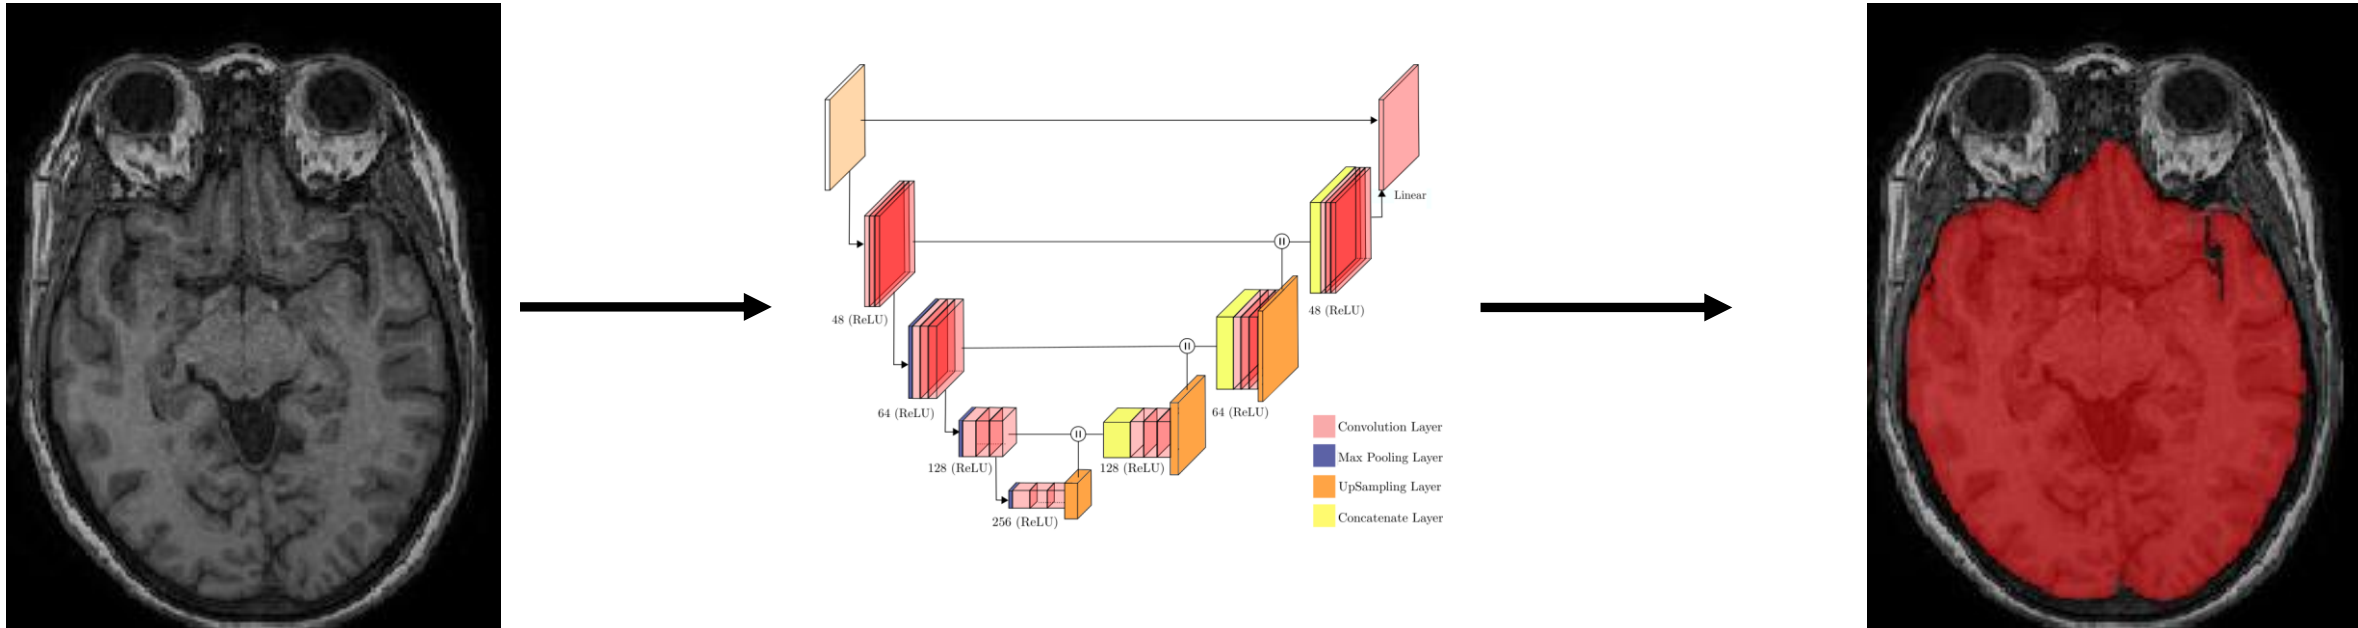 Linear
48 (ReLU)
48 (ReLU)
64 (ReLU)
64 (ReLU)
128 (ReLU)
128 (ReLU)
256 (ReLU)
Convolution Layer
Max Pooling Layer
UpSampling Layer
Concatenate Layer